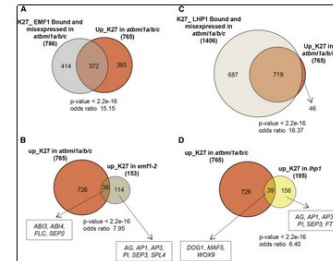 A
K27_ EMF1 Bound and
misexpressed in
atbmi1a/b/c
(786)
Up_K27 in
atbmi1a/b/c
(765)
414
372
393
p-value < 2.2e-16
odds ratio 15.15
C
K27_ LHP1 Bound and
misexpressed in
atbmi1a/b/c
(1406)
Up_K27 in
atbmi1a/b/c
(765)
687
719
46
p-value < 2.2e-16
odds ratio 16.37
B
up_K27 in atbmi1a/b/c
(765)
up_K27 in emf1-2
(153)
726
38
114
p-value < 2.2e-16
odds ratio 7.95
ABI3, ABI4,
FLC, SEP2
AG, AP1, AP3,
PI, SEP3, SPL4
D
up_K27 in atbmi1a/b/c
(765)
up_K27 in lhp1
(195)
726
39
156
p-value < 2.2e-16
odds ratio 6.40
DOG1, MAF5,
WOX9
AG, AP1, AP3,
PI, SEP3, FT